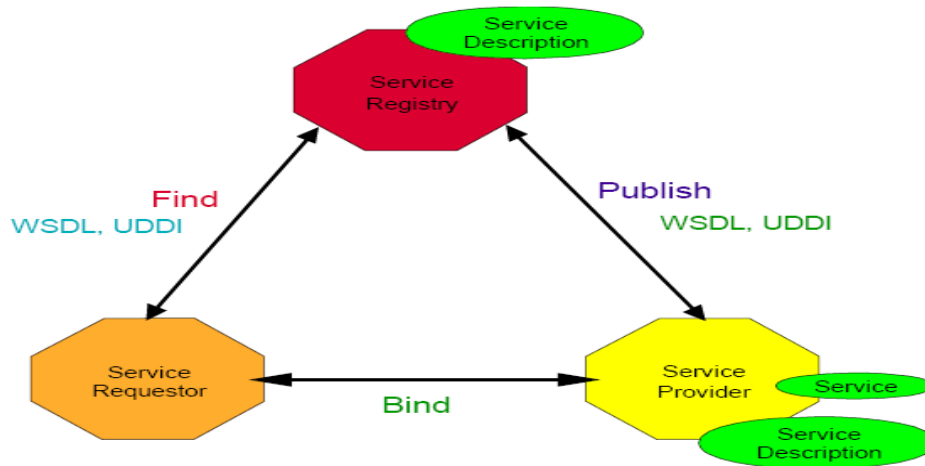 Service
Description
Service
Registry
Find
WSDL, UDDI
Publish
WSDL, UDDI
Service
Requestor
Bind
Service
Provider
Service
Service
Description